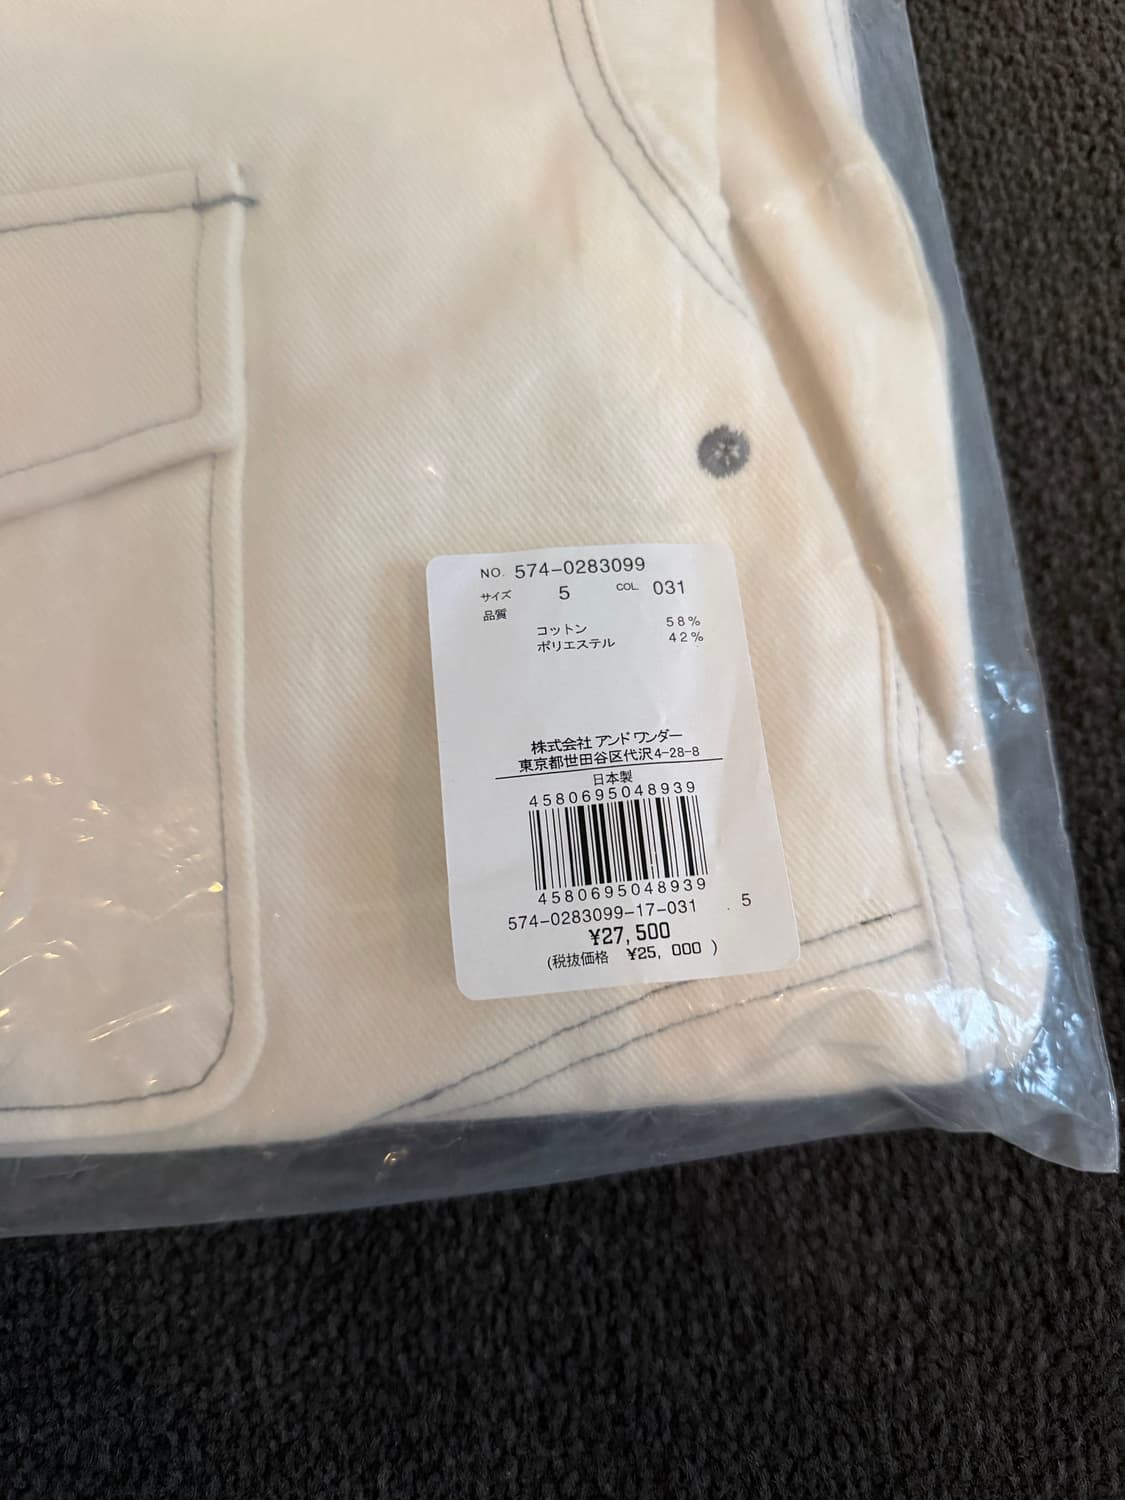 NO. 574-0283099
サイズ 5 COL. 031
品質
コットン 58%
ポリエステル 42%
株式会社 アンド ワンダー
東京都世田谷区代沢4-28-8
日本製
4580695048939
4580695048939
574-0283099-17-031 5
¥27,500
(税抜価格 ¥25,000)